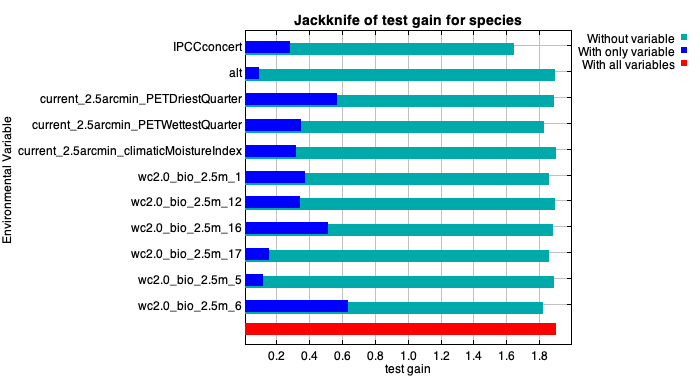 Jackknife of test gain for species
Without variable
With only variable
With all variables
Environmental Variable
IPCCconcert
alt
current_2.5arcmin_PETDriestQuarter
current_2.5arcmin_PETWettestQuarter
current_2.5arcmin_climaticMoistureIndex
wc2.0_bio_2.5m_1
wc2.0_bio_2.5m_12
wc2.0_bio_2.5m_16
wc2.0_bio_2.5m_17
wc2.0_bio_2.5m_5
wc2.0_bio_2.5m_6
0.2 0.4 0.6 0.8 1.0 1.2 1.4 1.6 1.8
test gain